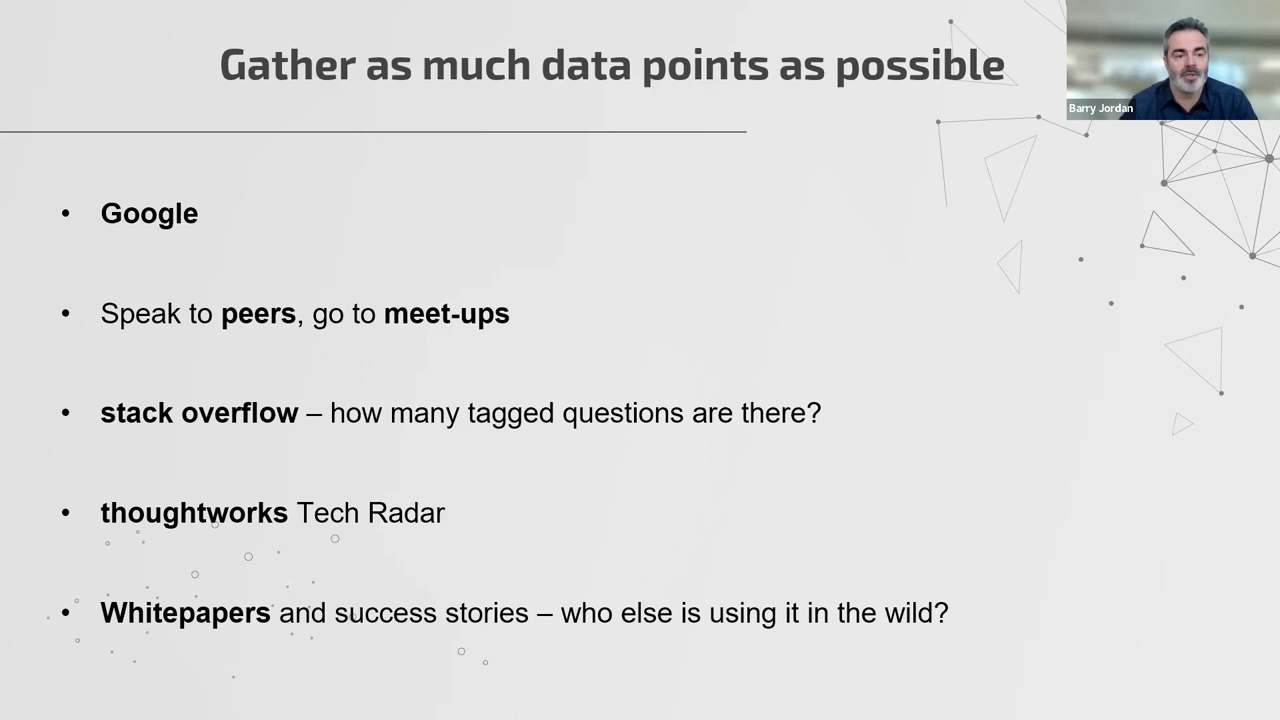 Gather as much data points as possible
Barry Jordan
• Google
• Speak to peers, go to meet-ups
• stack overflow – how many tagged questions are there?
• thoughtworks Tech Radar
• Whitepapers and success stories – who else is using it in the wild?